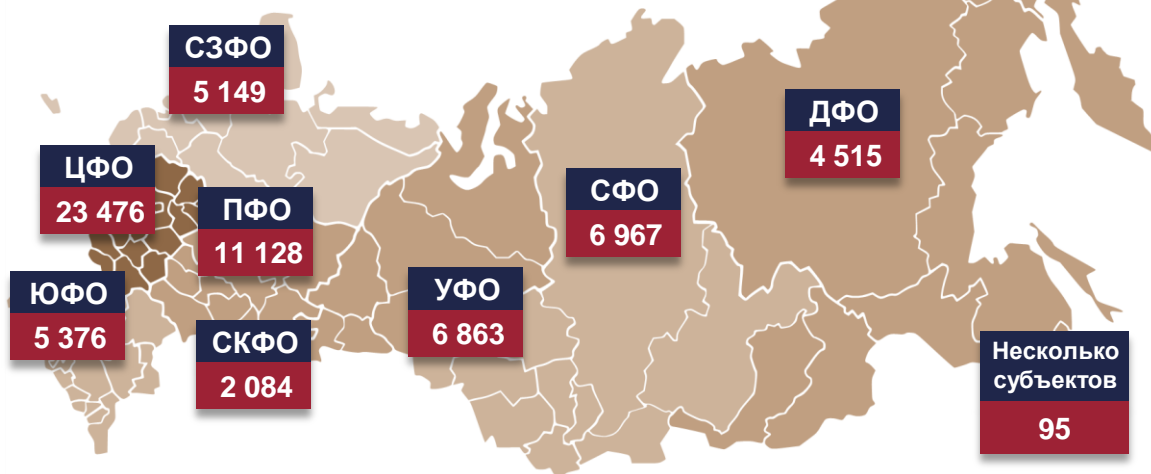 СЗФО
5 149
ДФО
4 515
ЦФО
23 476
СФО
6 967
ПФО
11 128
УФО
6 863
ЮФО
5 376
СКФО
2 084
Несколько
субъектов
95